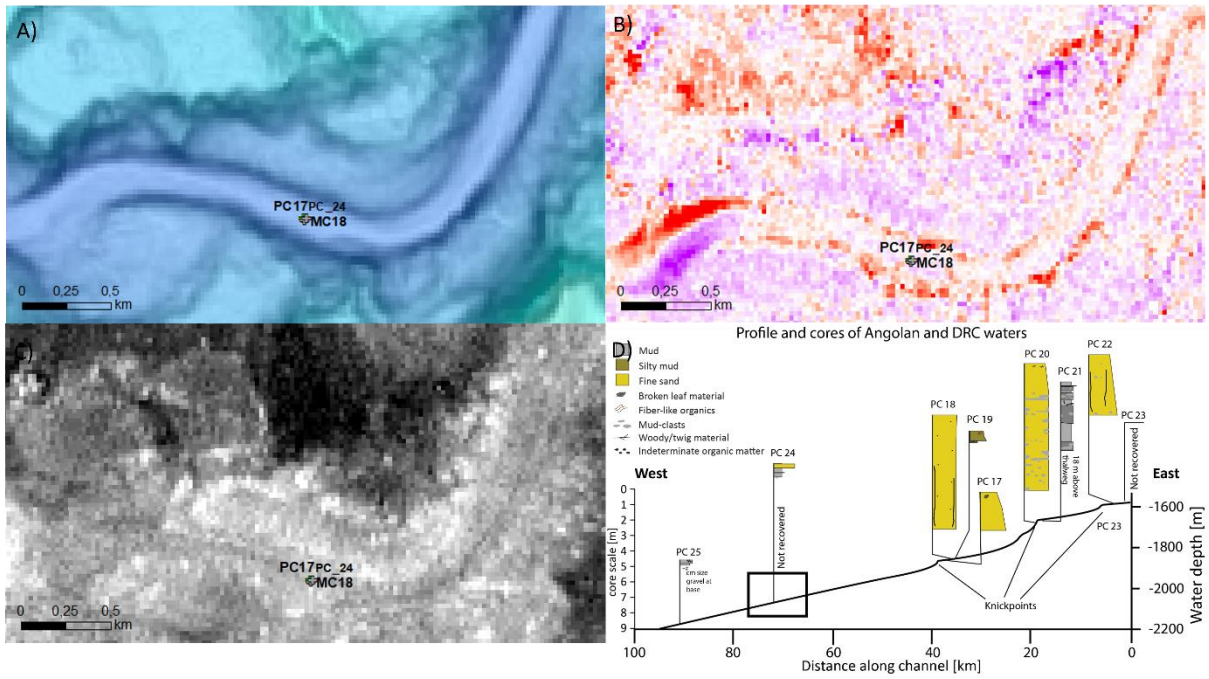 A)
PC17PC_24
MC18
0 0,25 0,5
km
B)
PC17PC_24
MC18
0 0,25 0,5
km
C)
PC17PC_24
MC18
0 0,25 0,5
km
D)
Profile and cores of Angolan and DRC waters
Mud
Silty mud
Fine sand
Broken leaf material
Fiber-like organics
Mud-clasts
Woody/twig material
Indeterminate organic matter
West
East
PC 25
~2
cm size
gravel at
base
PC 24
Not recovered
PC 18
PC 19
PC 17
PC 20
PC 21
18 m above
thalweg
PC 22
PC 23
Not recovered
PC 23
Knickpoints
core scale [m]
0
1
2
3
4
5
6
7
8
9
Water depth [m]
-1600
-1800
-2000
-2200
100 80 60 40 20 0
Distance along channel [km]